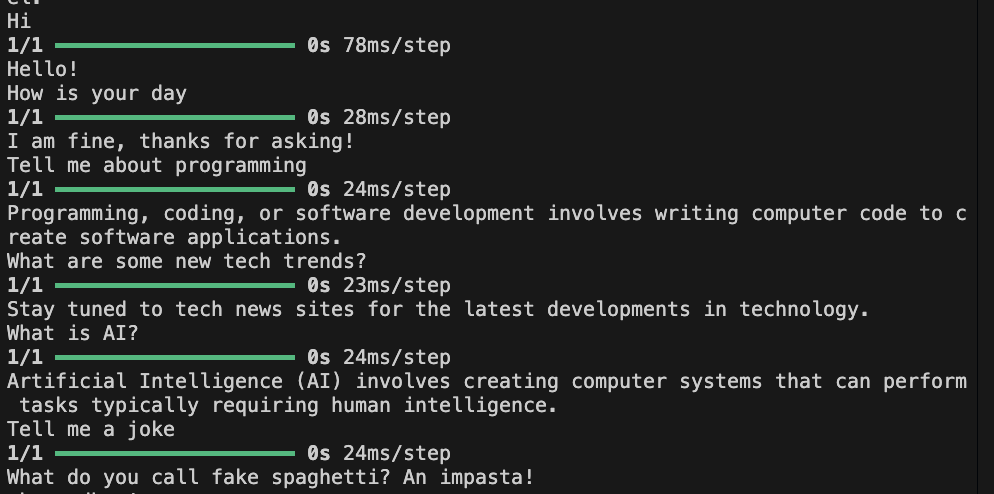 Hi
1/1 0s 78ms/step
Hello!
How is your day
1/1 0s 28ms/step
I am fine, thanks for asking!
Tell me about programming
1/1 0s 24ms/step
Programming, coding, or software development involves writing computer code to c
reate software applications.
What are some new tech trends?
1/1 0s 23ms/step
Stay tuned to tech news sites for the latest developments in technology.
What is AI?
1/1 0s 24ms/step
Artificial Intelligence (AI) involves creating computer systems that can perform
 tasks typically requiring human intelligence.
Tell me a joke
1/1 0s 24ms/step
What do you call fake spaghetti? An impasta!